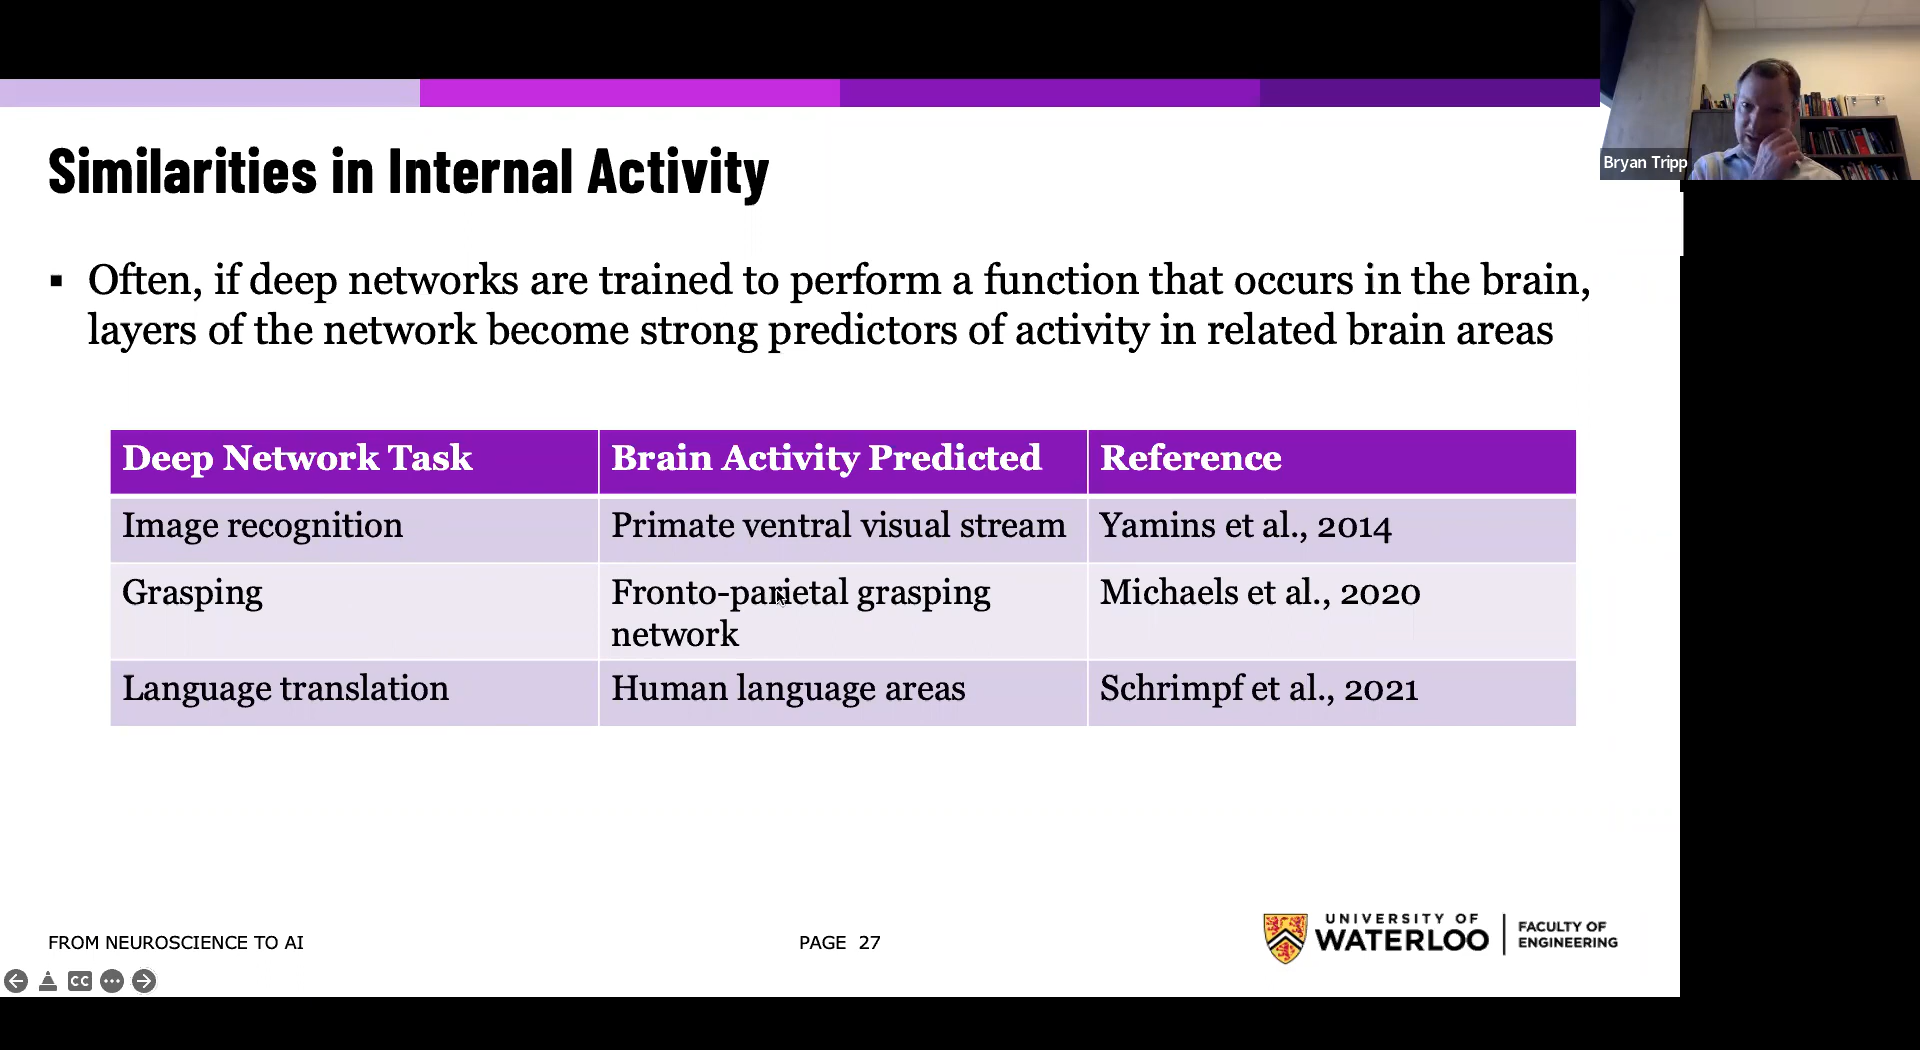 Bryan Tripp
Similarities in Internal Activity
▪ Often, if deep networks are trained to perform a function that occurs in the brain,
layers of the network become strong predictors of activity in related brain areas
Deep Network Task Brain Activity Predicted Reference
Image recognition Primate ventral visual stream Yamins et al., 2014
Grasping Fronto-parietal grasping Michaels et al., 2020
network
Language translation Human language areas Schrimpf et al., 2021
FROM NEUROSCIENCE TO AI PAGE 27
UNIVERSITY OF
WATERLOO
FACULTY OF
ENGINEERING
CC